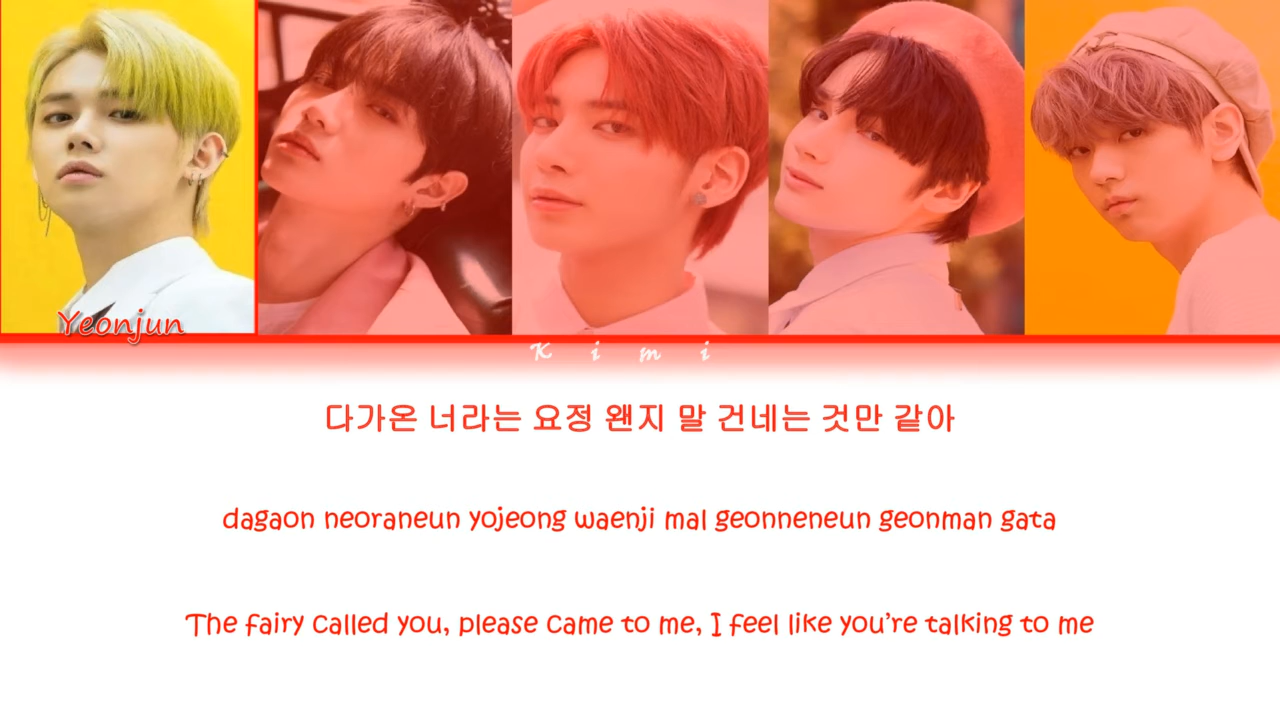 Yeonjun
K i m i
다가온 너라는 요정 왠지 말 건네는 것만 같아
dagaon neoraneun yojeong waenji mal geonneneun geonman gata
The fairy called you, please came to me, I feel like you're talking to me